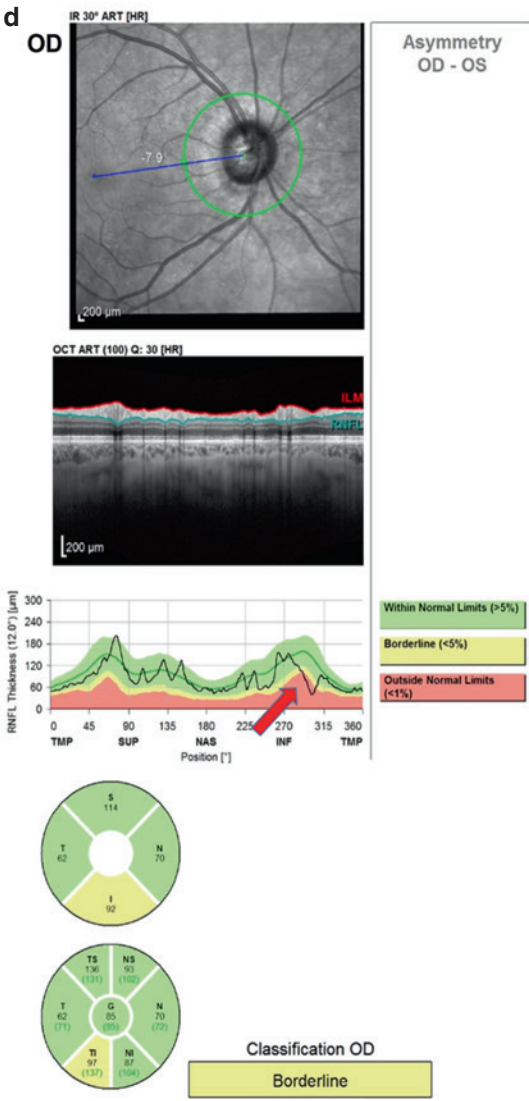 d
IR 30° ART [HR]
OD
Asymmetry
OD - OS
-7.9
200 µm
OCT ART (100) Q: 30 [HR]
ILM
RNFL
200 µm
RNFL Thickness (12.0°) [µm]
300
240
180
120
60
0
0 45 90 135 180 225 270 315 360
TMP SUP NAS INF TMP
Position [°]
Within Normal Limits (>5%)
Borderline (<5%)
Outside Normal Limits
(<1%)
S
114
T
62
N
70
I
92
TS
136
(131)
NS
93
(102)
T
62
(71)
G
85
(95)
N
70
(72)
TI
97
(137)
NI
87
(104)
Classification OD
Borderline